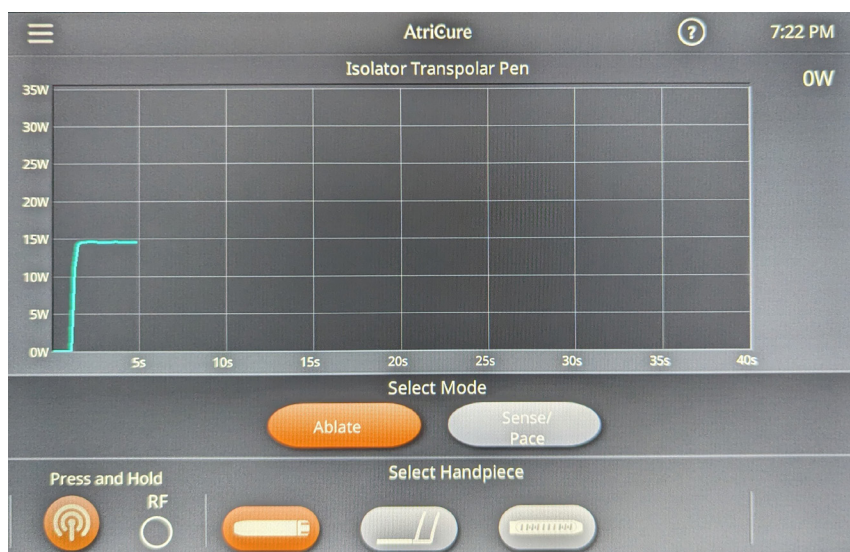 AtriCure
?
7:22 PM
Isolator Transpolar Pen
0W
35W
30W
25W
20W
15W
10W
5W
0W
5s
10s
15s
20s
25s
30s
35s
40s
Select Mode
Ablate
Sense/
Pace
Press and Hold
RF
Select Handpiece